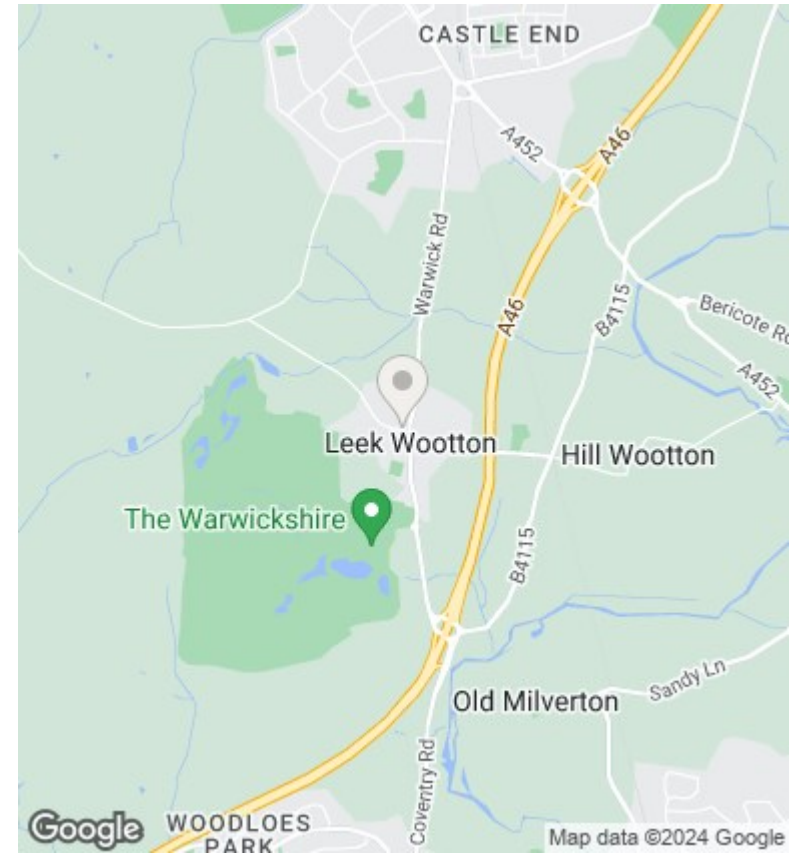 CASTLE END
A452
A46
Warwick Rd
A46
B4115
Bericote Rd
A452
Leek Wootton
Hill Wootton
The Warwickshire
B4115
Sandy Ln
Old Milverton
Coventry Rd
WOODLOES
PARK
Google
Map data ©2024 Google